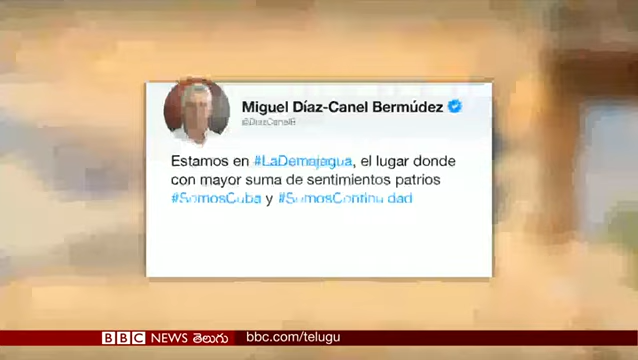 Miguel Díaz-Canel Bermúdez
@DiazCanelB
Estamos en #LaDemajagua, el lugar donde
con mayor suma de sentimientos patrios
#SomosCuba y #SomosContinuidad
BBC NEWS తెలుగు bbc.com/telugu